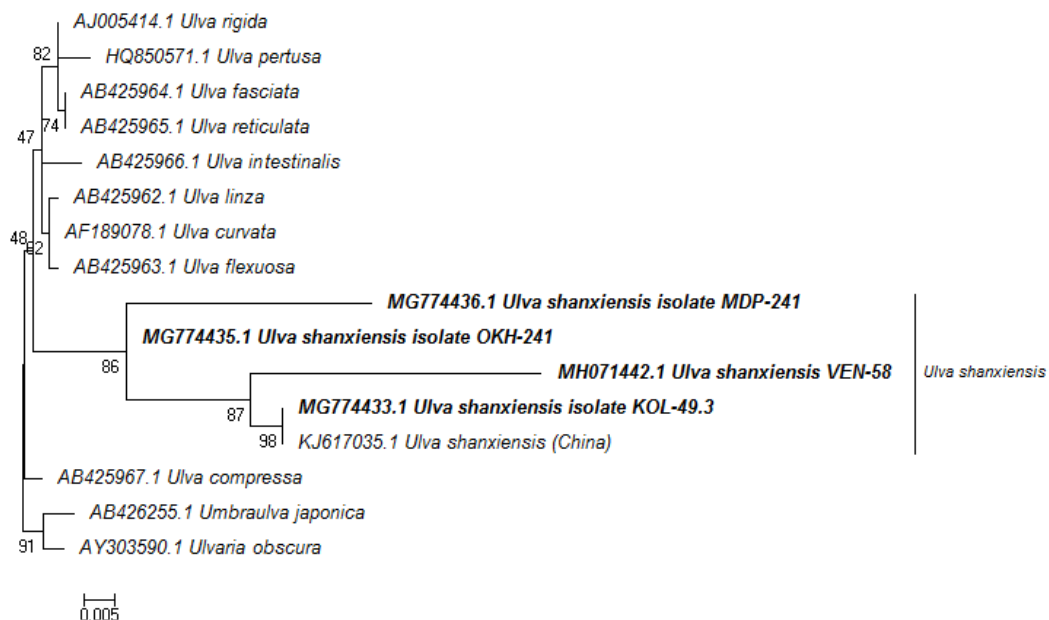 AJ005414.1 Ulva rigida
82
HQ850571.1 Ulva pertusa
AB425964.1 Ulva fasciata
74
AB425965.1 Ulva reticulata
47
AB425966.1 Ulva intestinalis
AB425962.1 Ulva linza
AF189078.1 Ulva curvata
48
62
AB425963.1 Ulva flexuosa
MG774436.1 Ulva shanxiensis isolate MDP-241
MG774435.1 Ulva shanxiensis isolate OKH-241
86
MH071442.1 Ulva shanxiensis VEN-58
Ulva shanxiensis
87
MG774433.1 Ulva shanxiensis isolate KOL-49.3
98
KJ617035.1 Ulva shanxiensis (China)
AB425967.1 Ulva compressa
AB426255.1 Umbraulva japonica
91
AY303590.1 Ulvaria obscura
0.005